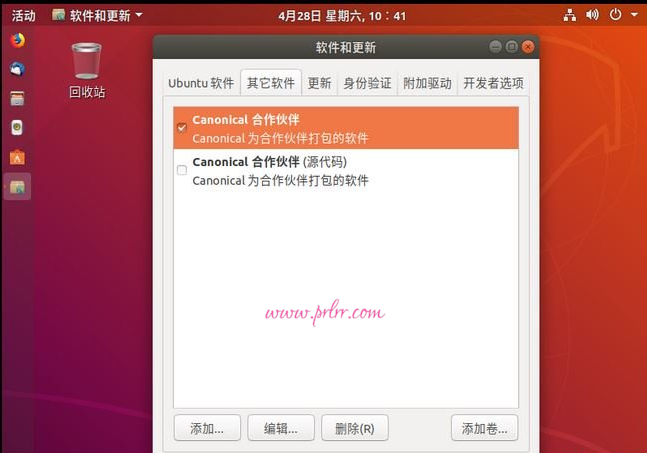 活动 软件和更新 4月28日 星期六, 10∶41
回收站
软件和更新
Ubuntu 软件 其它软件 更新 身份验证 附加驱动 开发者选项
Canonical 合作伙伴
Canonical 为合作伙伴打包的软件
Canonical 合作伙伴 (源代码)
Canonical 为合作伙伴打包的软件
www.prlrr.com
添加... 编辑... 删除(R) 添加卷...